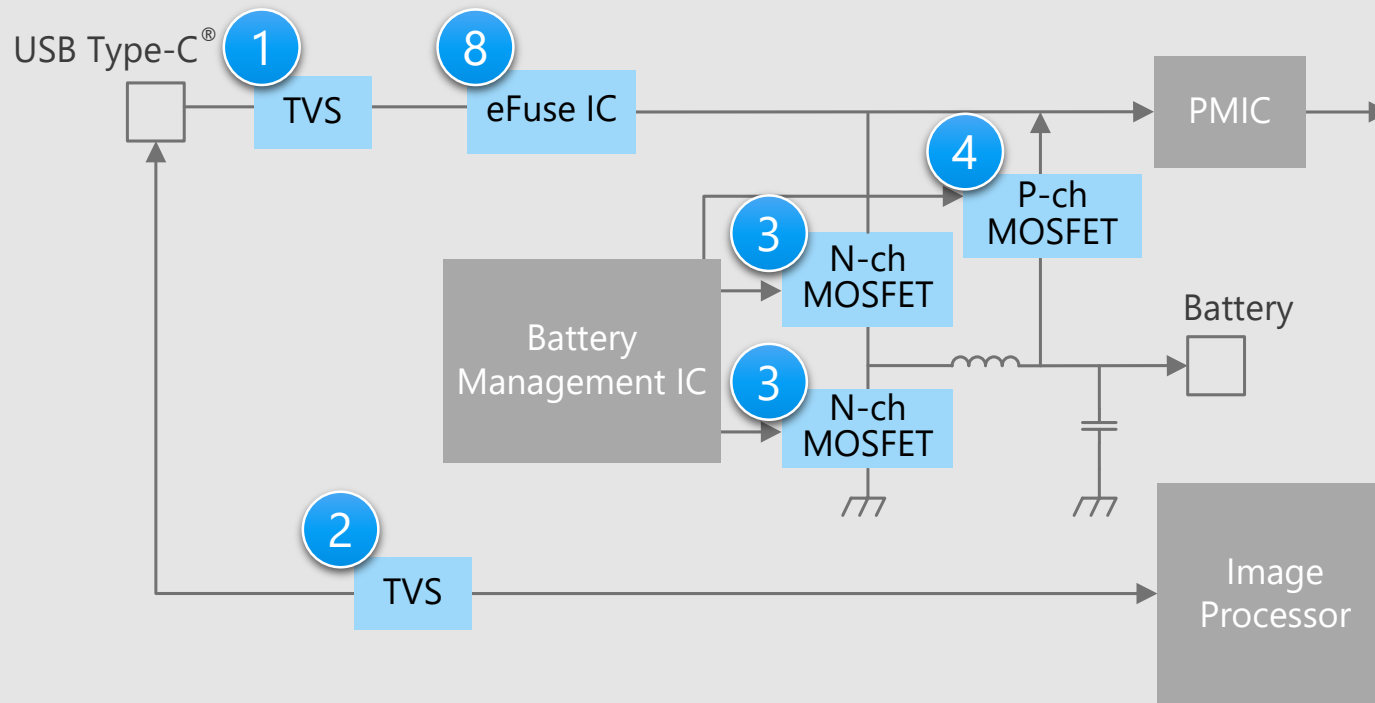 USB Type-C®
1
TVS
8
eFuse IC
PMIC
4
P-ch
MOSFET
3
N-ch
MOSFET
Battery
Management IC
Battery
3
N-ch
MOSFET
2
TVS
Image
Processor